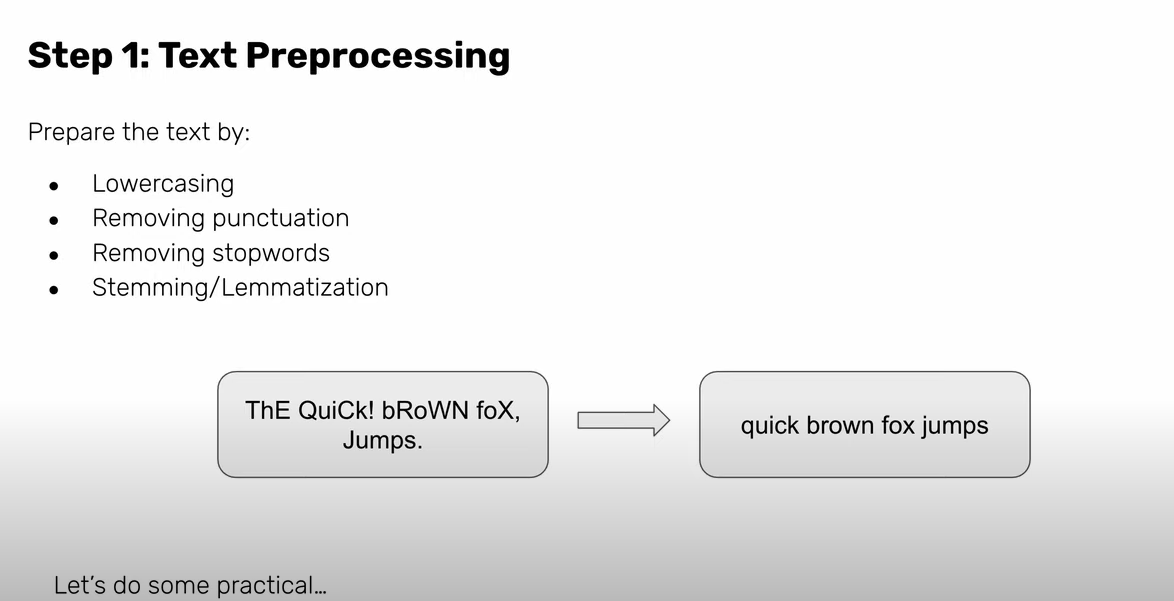 Step 1: Text Preprocessing
Prepare the text by:
● Lowercasing
● Removing punctuation
● Removing stopwords
● Stemming/Lemmatization
ThE QuiCk! bRoWN foX,
Jumps.
quick brown fox jumps
Let's do some practical...